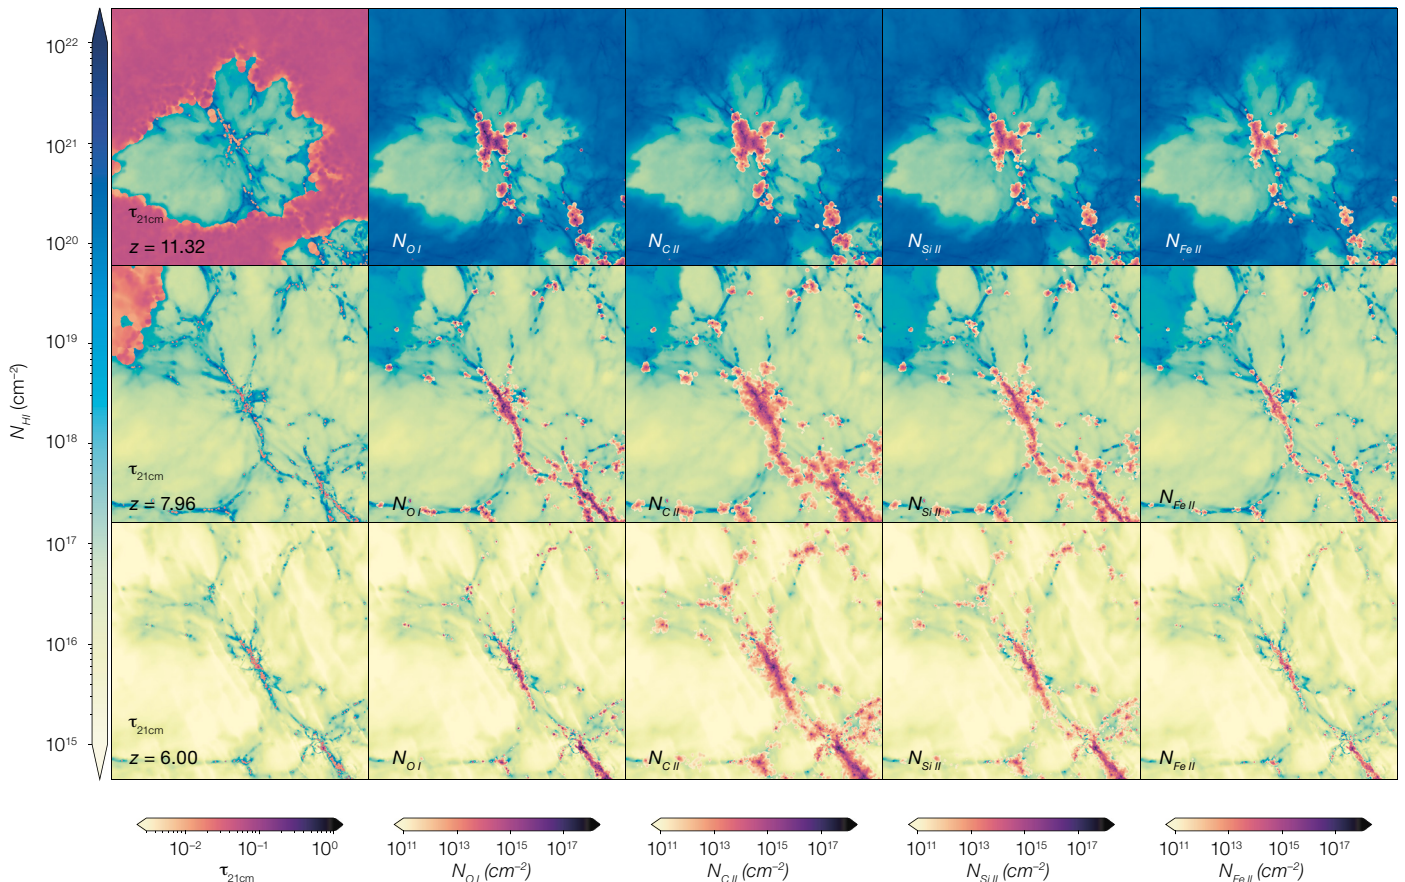 10²²
10²¹
10²⁰
10¹⁹
10¹⁸
10¹⁷
10¹⁶
10¹⁵
N_HI (cm⁻²)
τ_21cm
z = 11.32
N_O I
N_C II
N_Si II
N_Fe II
τ_21cm
z = 7.96
N_O I
N_C II
N_Si II
N_Fe II
τ_21cm
z = 6.00
N_O I
N_C II
N_Si II
N_Fe II
10⁻² 10⁻¹ 10⁰
τ_21cm
10¹¹ 10¹³ 10¹⁵ 10¹⁷
N_O I (cm⁻²)
10¹¹ 10¹³ 10¹⁵ 10¹⁷
N_C II (cm⁻²)
10¹¹ 10¹³ 10¹⁵ 10¹⁷
N_Si II (cm⁻²)
10¹¹ 10¹³ 10¹⁵ 10¹⁷
N_Fe II (cm⁻²)